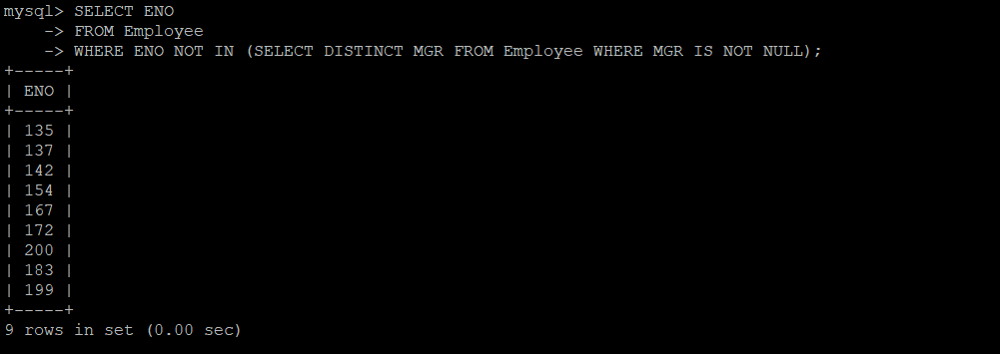 mysql> SELECT ENO
    -> FROM Employee
    -> WHERE ENO NOT IN (SELECT DISTINCT MGR FROM Employee WHERE MGR IS NOT NULL);
+-----+
| ENO |
+-----+
| 135 |
| 137 |
| 142 |
| 154 |
| 167 |
| 172 |
| 200 |
| 183 |
| 199 |
+-----+
9 rows in set (0.00 sec)